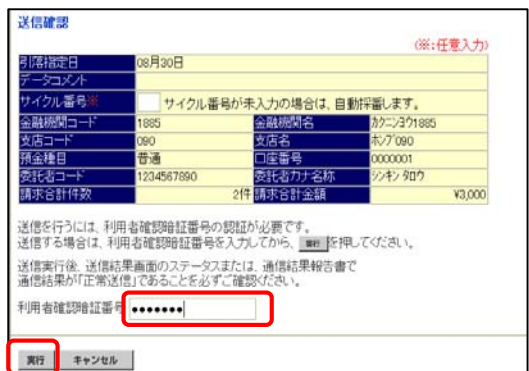 送信確認
(※:任意入力)
引落指定日 08月30日
データコメント
サイクル番号※ サイクル番号が未入力の場合は、自動採番します。
金融機関コード 1885 金融機関名 カクニンヨウ1885
支店コード 090 支店名 ホンブ090
預金種目 普通 口座番号 0000001
委託者コード 1234567890 委託者カナ名称 シンキン タロウ
請求合計件数 2件 請求合計金額 ¥3,000
送信を行うには、利用者確認暗証番号の認証が必要です。
送信する場合は、利用者確認暗証番号を入力してから、 実行 を押してください。
送信実行後、送信結果画面のステータスまたは、通信結果報告書で
通信結果が「正常送信」であることを必ずご確認ください。
利用者確認暗証番号 ●●●●●●●
実行 キャンセル